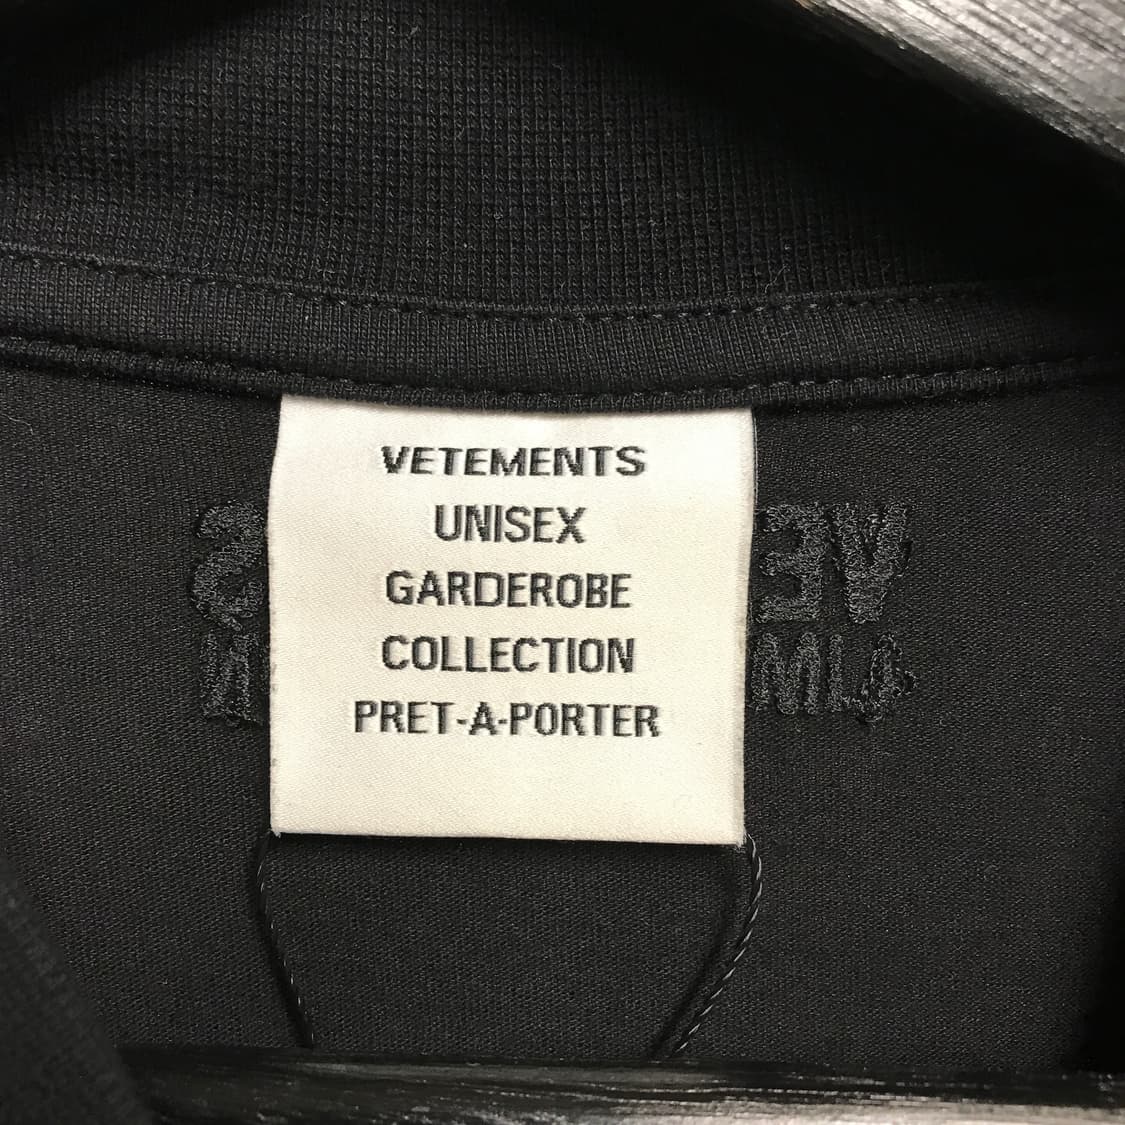 VETEMENTS
UNISEX
GARDEROBE
COLLECTION
PRET-A-PORTER